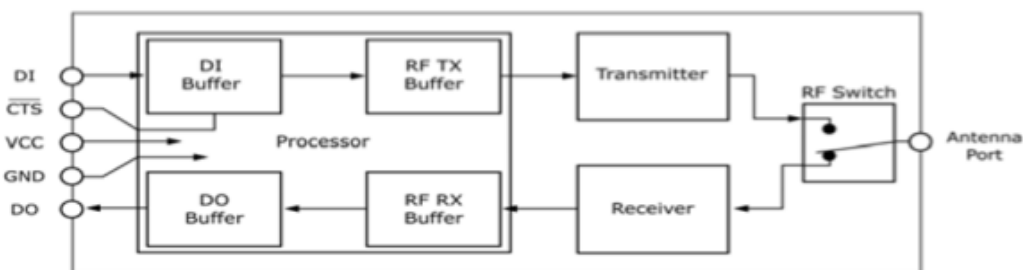 DI
C̅T̅S̅
VCC
GND
DO
DI
Buffer
RF TX
Buffer
Processor
DO
Buffer
RF RX
Buffer
Transmitter
Receiver
RF Switch
Antenna
Port